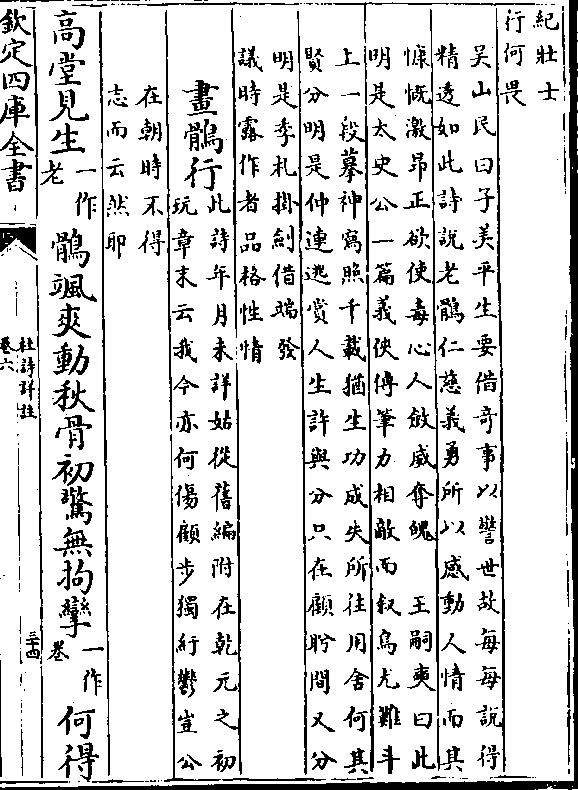 紀壯士
行何畏
吳山民曰子美平生要借奇事以譬世故每每說得
精透如此詩說老鶻仁慈義勇所以感動人情而其
慷慨激昻正欲使毒心人斂威奪魄　王嗣奭曰此
明是太史公一篇義俠傳筆力相敵而叙鳥尤難斗
上一段摹神寫照千載猶生功成失所往用舍何其
賢分明是仲連逃賞人生許與分只在顧盻間又分
明是季札掛劍借端發
議時露作者品格性情
畫鶻行
此詩年月未詳姑從舊編附在乾元之初
玩章末云我今亦何傷顧步獨紆鬱豈公
在朝時不得
志而云然耶
高堂見生
一作
老
鶻颯爽動秋骨初驚無拘攣
一作
卷
何得
欽定四庫全書
杜詩詳註
卷六
三十四